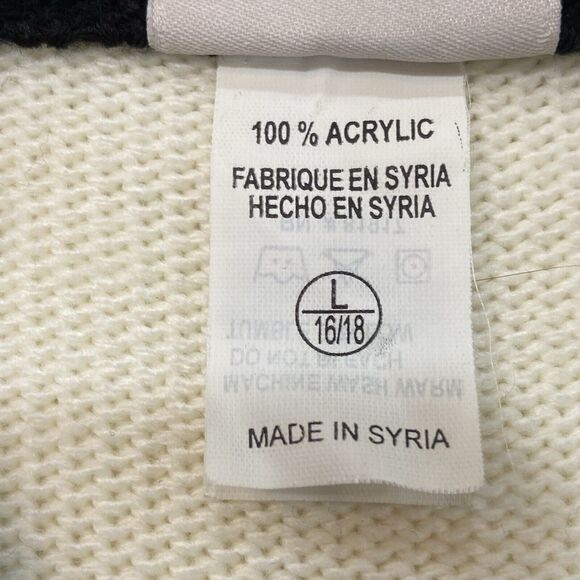 100 % ACRYLIC
FABRIQUE EN SYRIA
HECHO EN SYRIA
L
16/18
MADE IN SYRIA